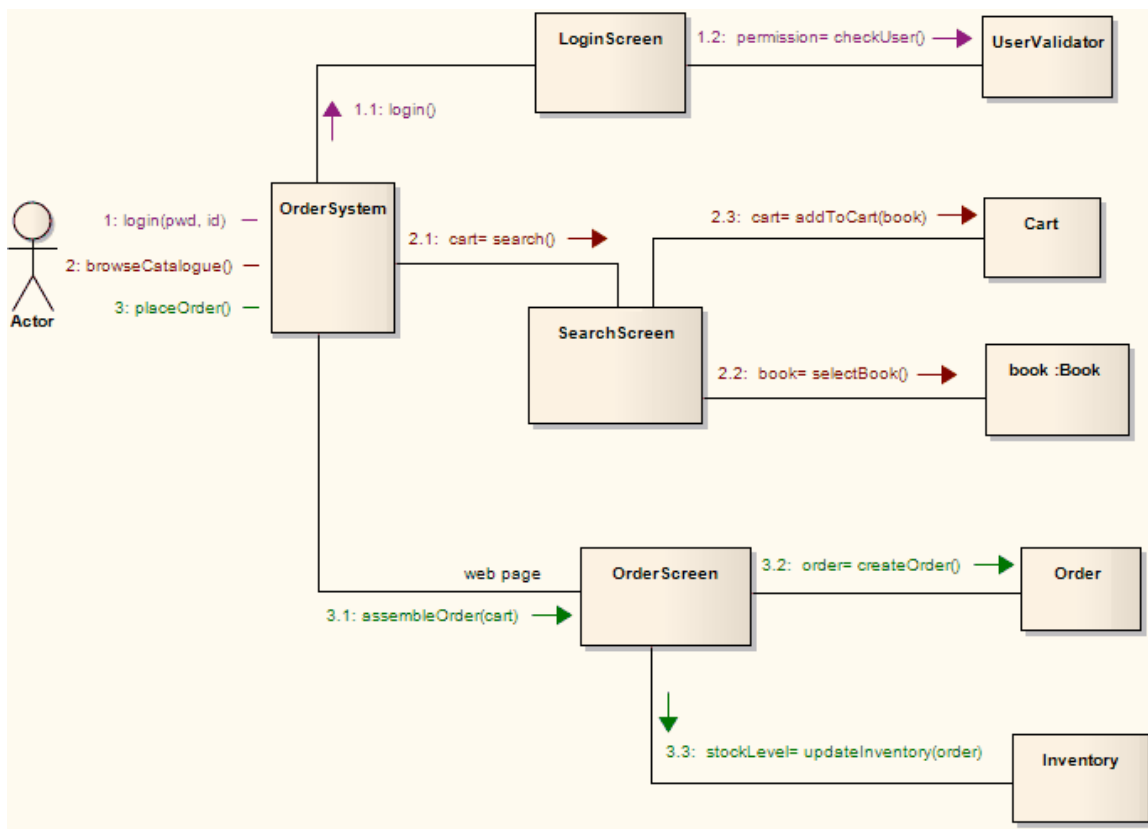 LoginScreen
1.2: permission= checkUser()
UserValidator
1.1: login()
OrderSystem
1: login(pwd, id)
2: browseCatalogue()
3: placeOrder()
Actor
2.1: cart= search()
2.3: cart= addToCart(book)
Cart
SearchScreen
2.2: book= selectBook()
book :Book
web page
3.1: assembleOrder(cart)
OrderScreen
3.2: order= createOrder()
Order
3.3: stockLevel= updateInventory(order)
Inventory